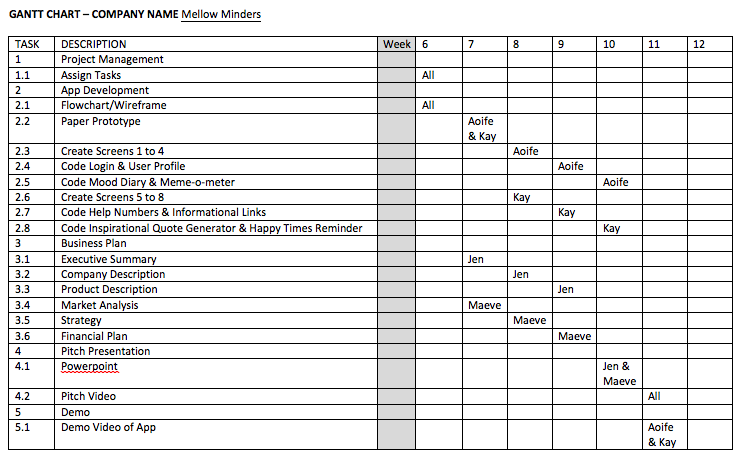 GANTT CHART – COMPANY NAME Mellow Minders
TASK DESCRIPTION Week 6 7 8 9 10 11 12
1 Project Management
1.1 Assign Tasks All
2 App Development
2.1 Flowchart/Wireframe All
2.2 Paper Prototype Aoife
& Kay
2.3 Create Screens 1 to 4 Aoife
2.4 Code Login & User Profile Aoife
2.5 Code Mood Diary & Meme-o-meter Aoife
2.6 Create Screens 5 to 8 Kay
2.7 Code Help Numbers & Informational Links Kay
2.8 Code Inspirational Quote Generator & Happy Times Reminder Kay
3 Business Plan
3.1 Executive Summary Jen
3.2 Company Description Jen
3.3 Product Description Jen
3.4 Market Analysis Maeve
3.5 Strategy Maeve
3.6 Financial Plan Maeve
4 Pitch Presentation
4.1 Powerpoint Jen &
Maeve
4.2 Pitch Video All
5 Demo
5.1 Demo Video of App Aoife
& Kay